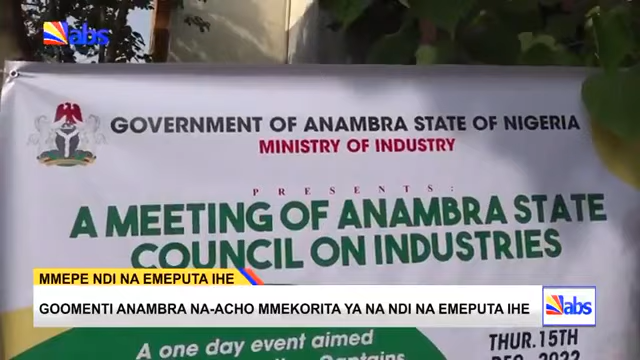 abs
abs
GOVERNMENT OF ANAMBRA STATE OF NIGERIA
MINISTRY OF INDUSTRY
PRESENTS:
A MEETING OF ANAMBRA STATE
COUNCIL ON INDUSTRIES
MMEPE NDI NA EMEPUTA IHE
GOOMENTI ANAMBRA NA-ACHO MMEKORITA YA NA NDI NA EMEPUTA IHE
abs
A one day event aimed
THUR. 15TH
Captains